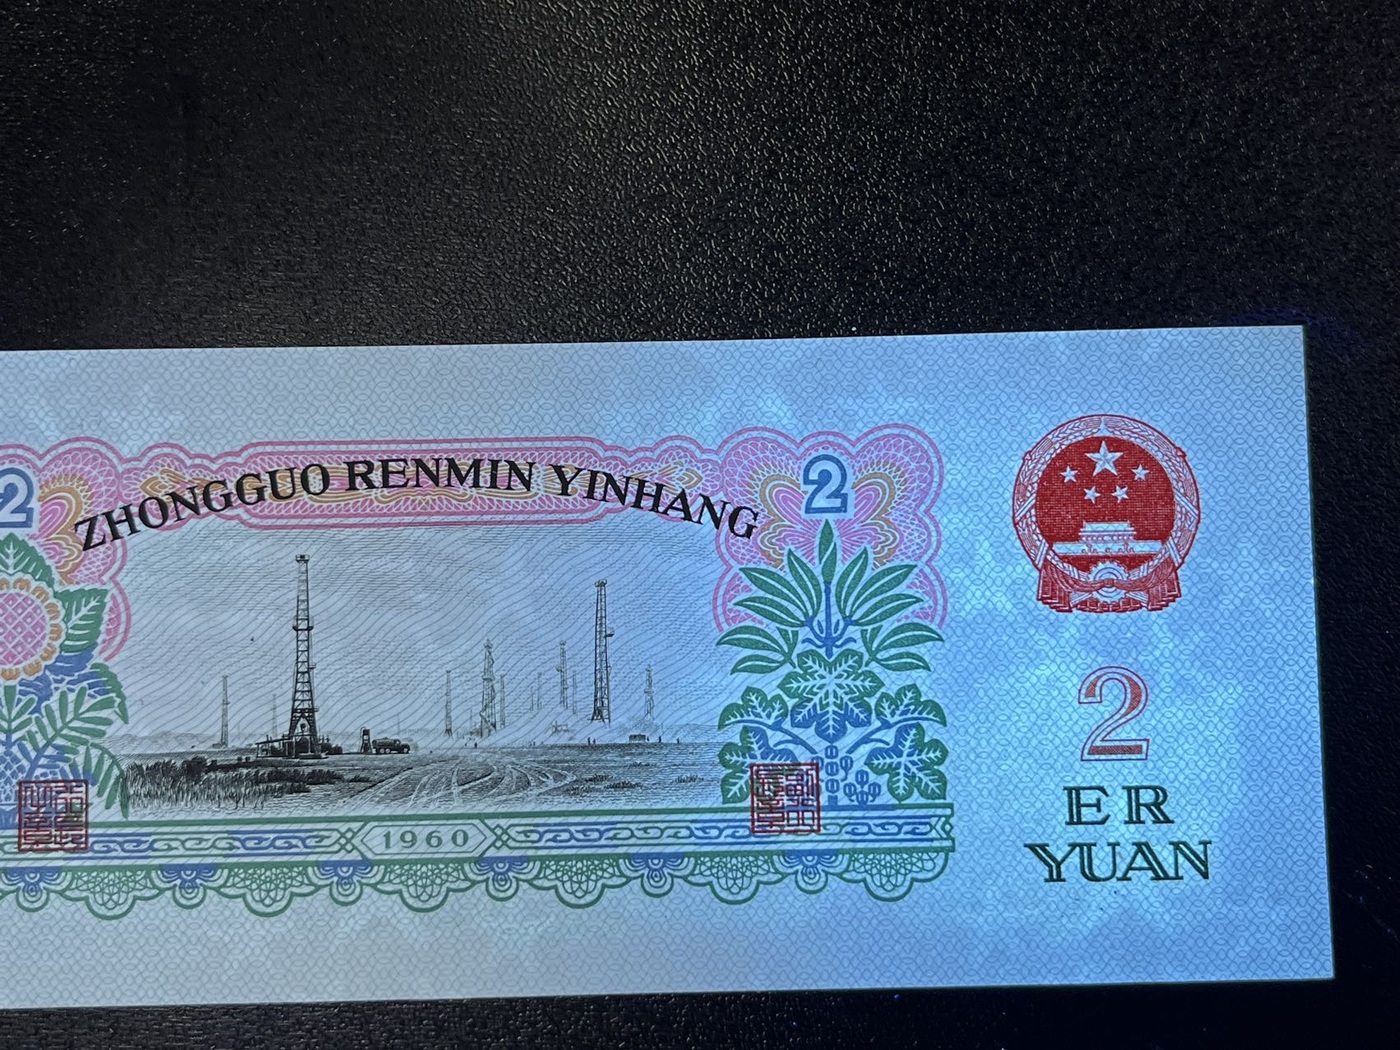 2
ZHONGGUO RENMIN YINHANG
2
2
ER
YUAN
1960